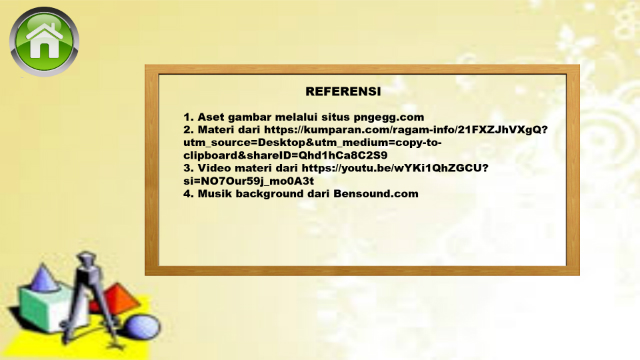 REFERENSI
1. Aset gambar melalui situs pngegg.com
2. Materi dari https://kumparan.com/ragam-info/21FXZJhVXgQ?
utm_source=Desktop&utm_medium=copy-to-
clipboard&shareID=Qhd1hCa8C2S9
3. Video materi dari https://youtu.be/wYKi1QhZGCU?
si=NO7Our59j_mo0A3t
4. Musik background dari Bensound.com